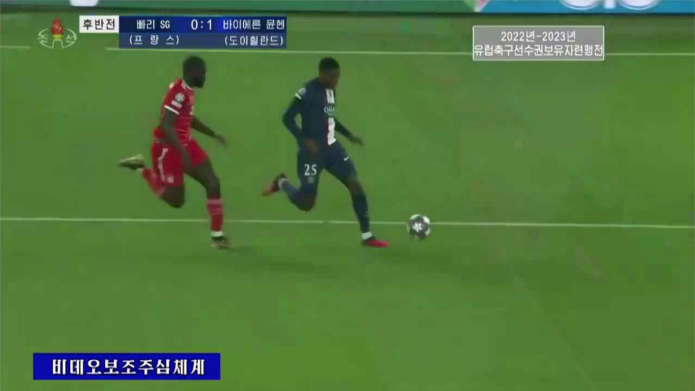 후반전
빠리 SG 0:1 바이에른 뮨헨
(프 랑 스) (도이췰란드)
2022년-2023년
유럽축구선수권보유자련맹전
25
비데오보조주심체계